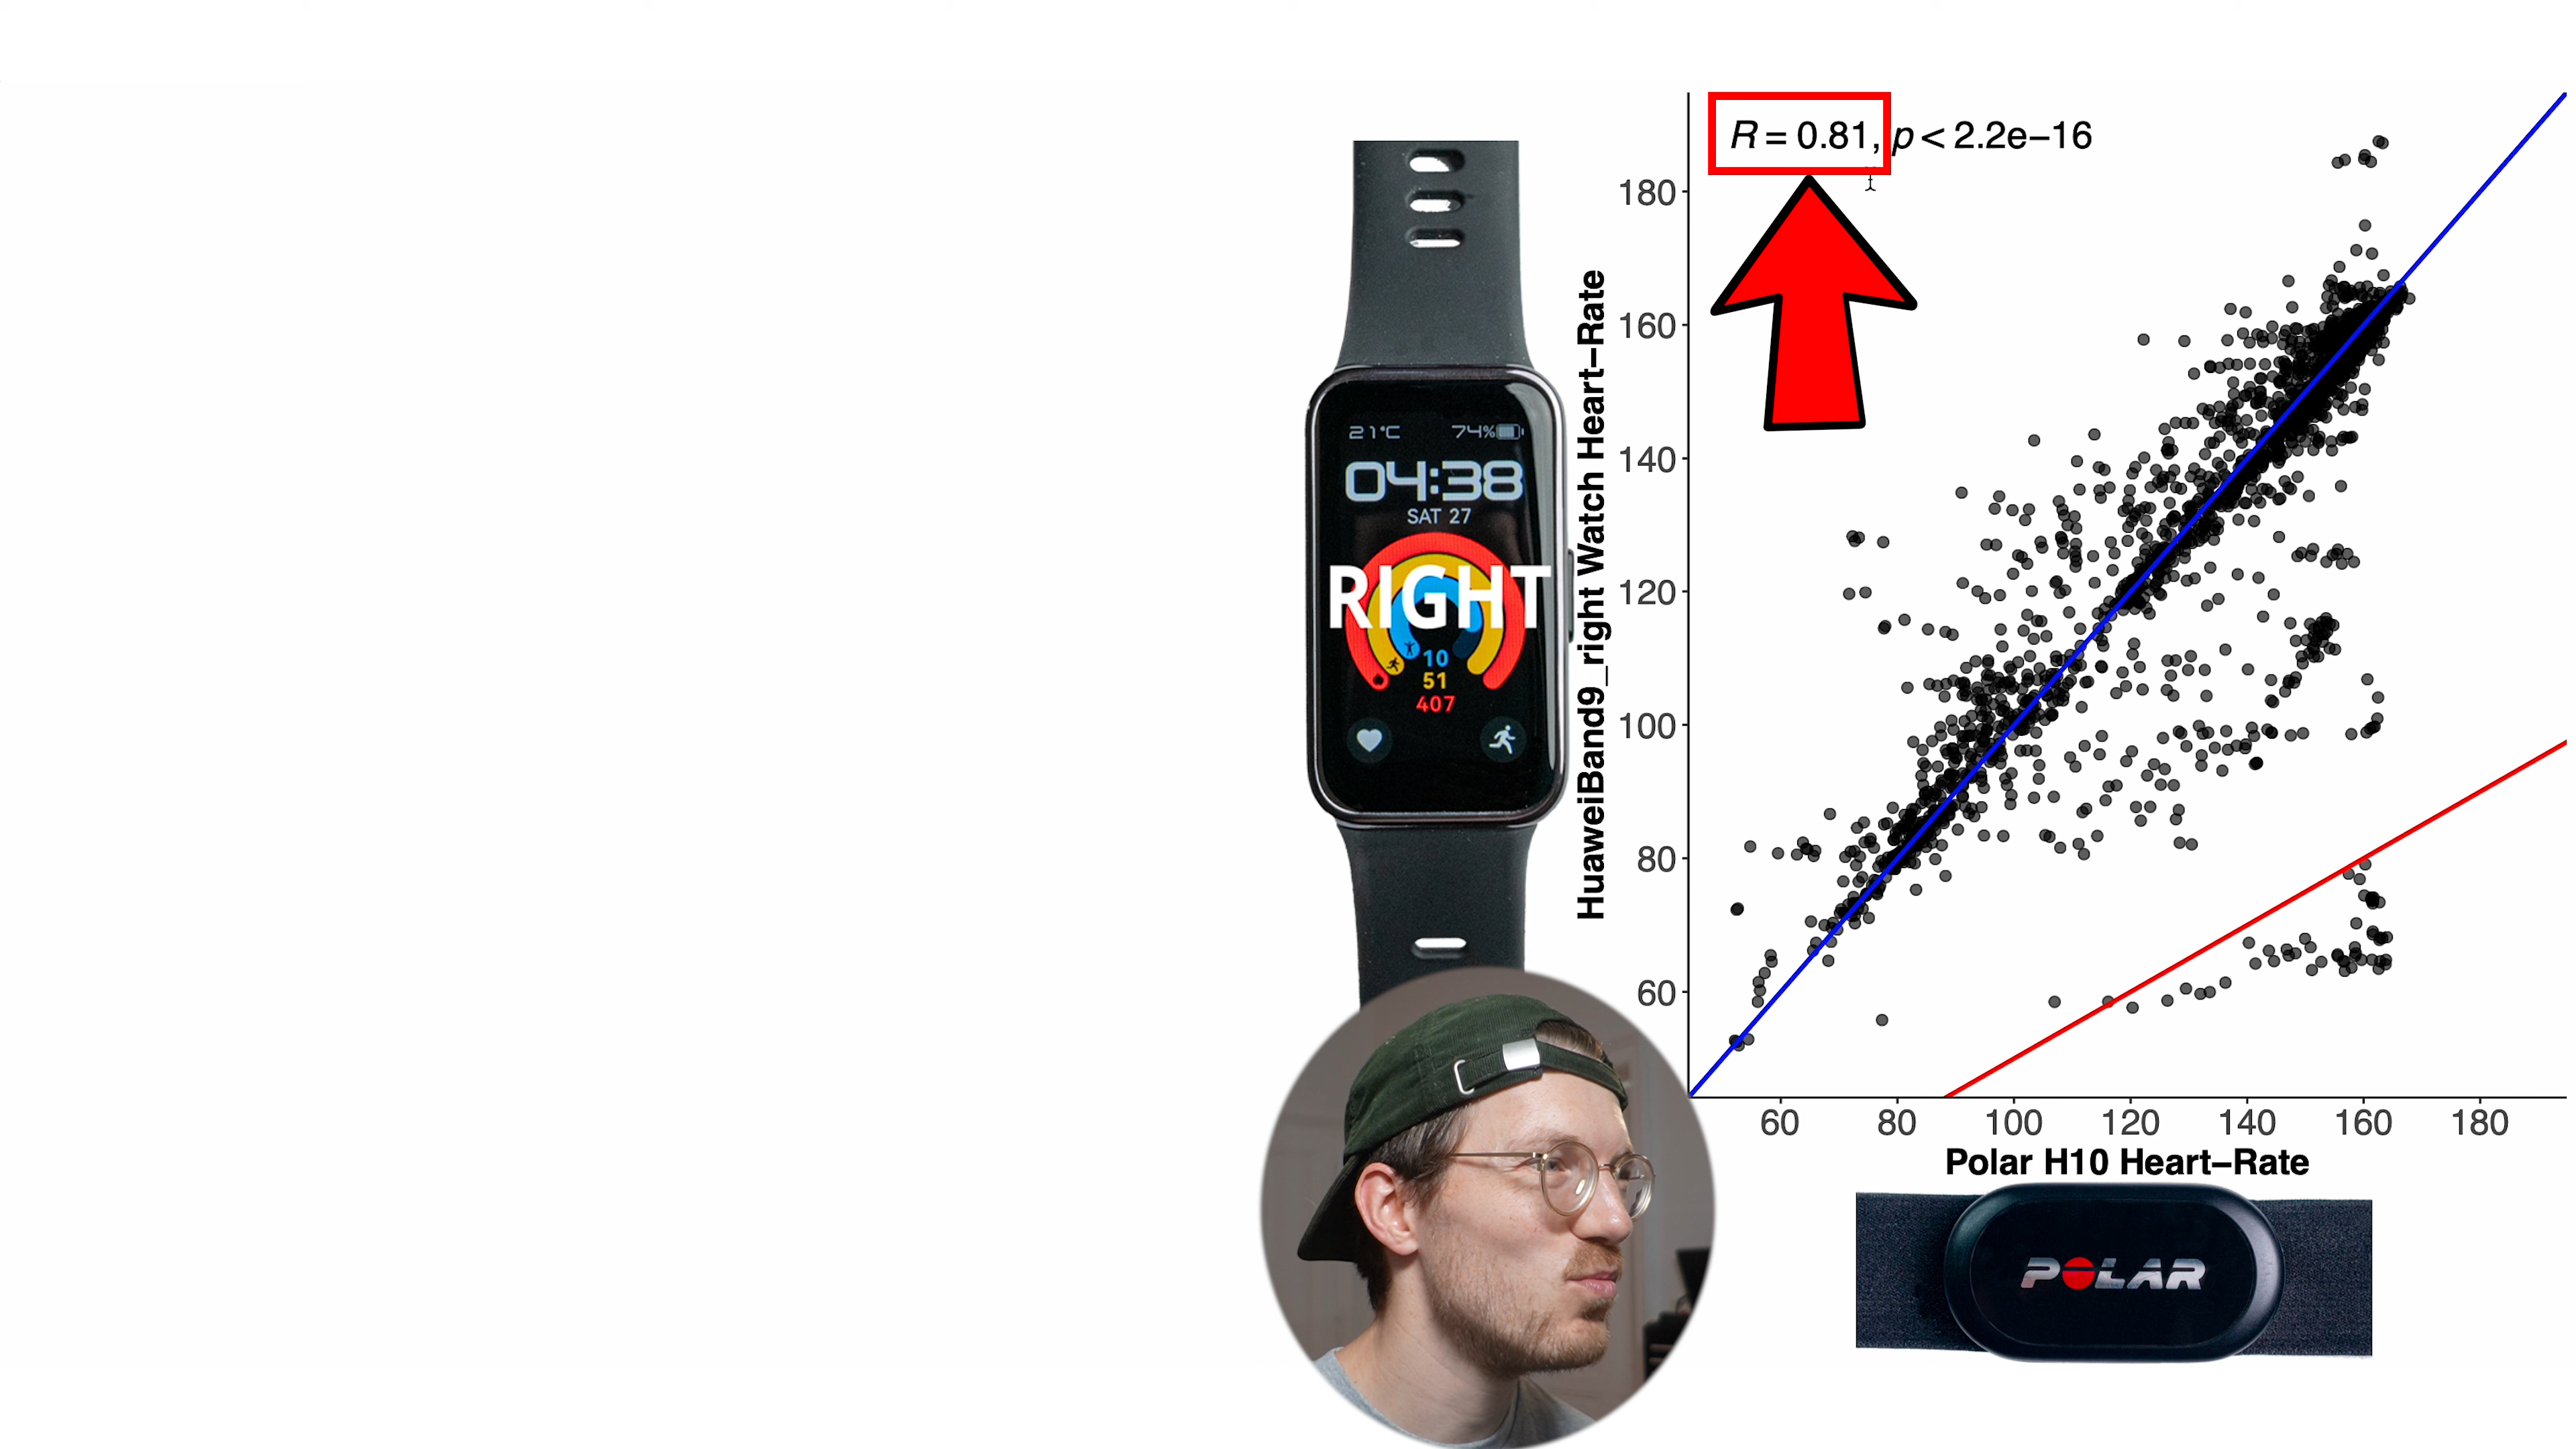 R = 0.81, p < 2.2e−16
21°C 74%
04:38
SAT 27
RIGHT
10
51
407
HuaweiBand9_right Watch Heart−Rate
180
160
140
120
100
80
60
60 80 100 120 140 160 180
Polar H10 Heart−Rate
POLAR